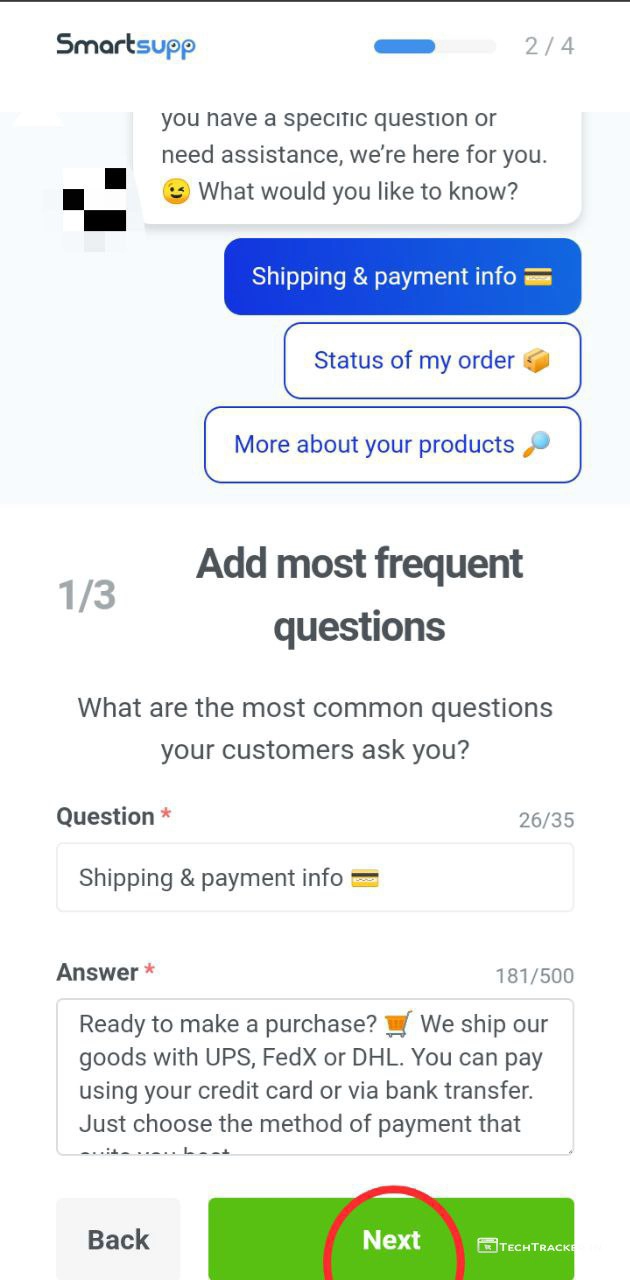 Smartsupp
2 / 4
you have a specific question or
need assistance, we're here for you.
😉 What would you like to know?
Shipping & payment info 💳
Status of my order 📦
More about your products 🔎
1/3
Add most frequent
questions
What are the most common questions
your customers ask you?
Question *
26/35
Shipping & payment info 💳
Answer *
181/500
Ready to make a purchase? 🛒 We ship our
goods with UPS, FedX or DHL. You can pay
using your credit card or via bank transfer.
Just choose the method of payment that
suits you best.
Back
Next